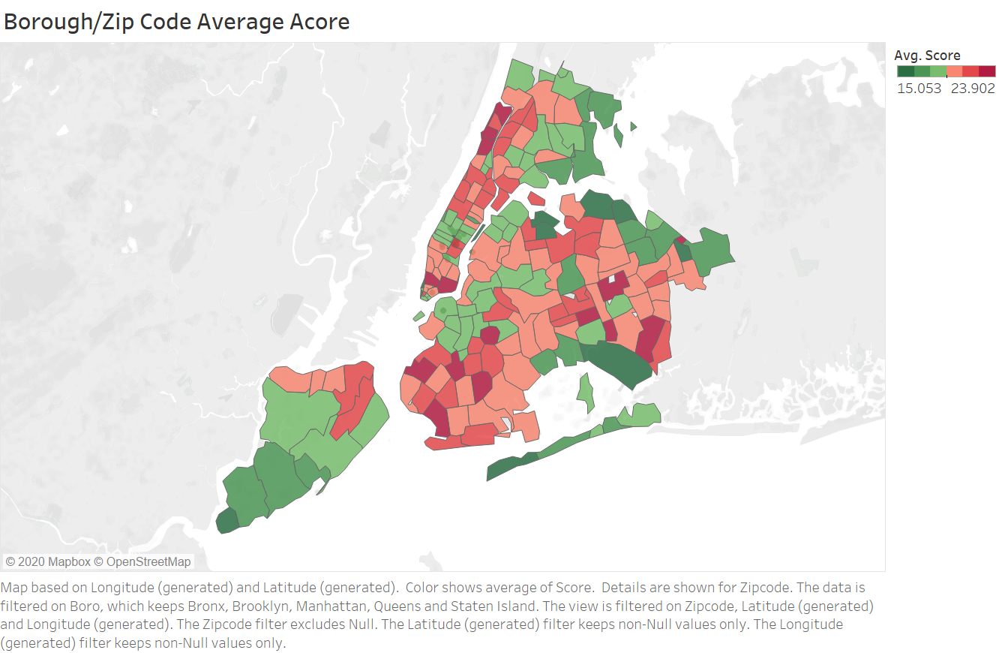 Borough/Zip Code Average Acore
Avg. Score
15.053 23.902
© 2020 Mapbox © OpenStreetMap
Map based on Longitude (generated) and Latitude (generated).  Color shows average of Score.  Details are shown for Zipcode. The data is
filtered on Boro, which keeps Bronx, Brooklyn, Manhattan, Queens and Staten Island. The view is filtered on Zipcode, Latitude (generated)
and Longitude (generated). The Zipcode filter excludes Null. The Latitude (generated) filter keeps non-Null values only. The Longitude
(generated) filter keeps non-Null values only.